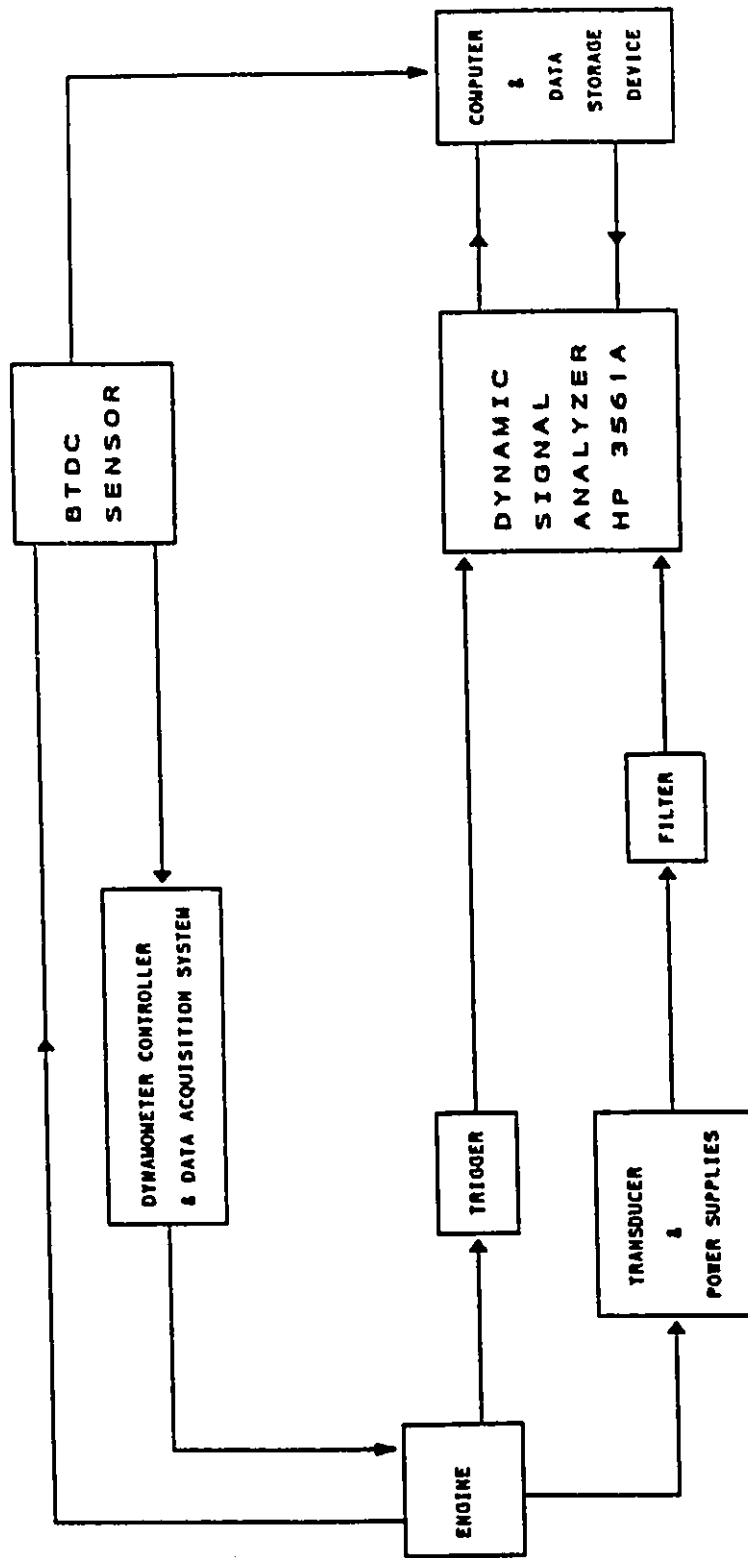 BTDC
SENSOR
COMPUTER
&
DATA
STORAGE
DEVICE
DYNAMOMETER CONTROLLER
& DATA ACQUISITION SYSTEM
DYNAMIC
SIGNAL
ANALYZER
HP 3561A
ENGINE
TRIGGER
TRANSDUCER
&
POWER SUPPLIES
FILTER